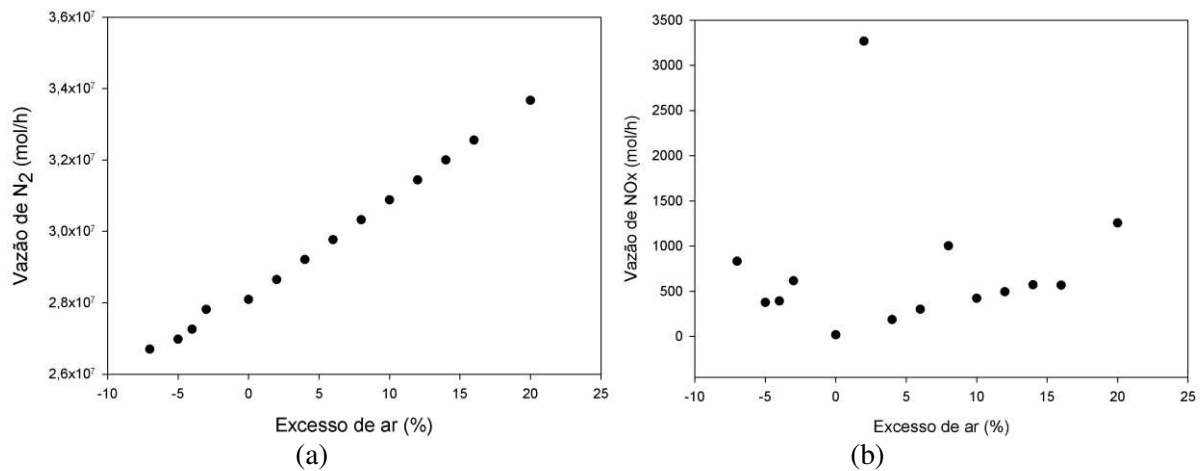 3,6x10⁷
3,4x10⁷
3,2x10⁷
3,0x10⁷
2,8x10⁷
2,6x10⁷
Vazão de N₂ (mol/h)
-10 -5 0 5 10 15 20 25
Excesso de ar (%)
(a)
3500
3000
2500
2000
1500
1000
500
0
Vazão de NOx (mol/h)
-10 -5 0 5 10 15 20 25
Excesso de ar (%)
(b)